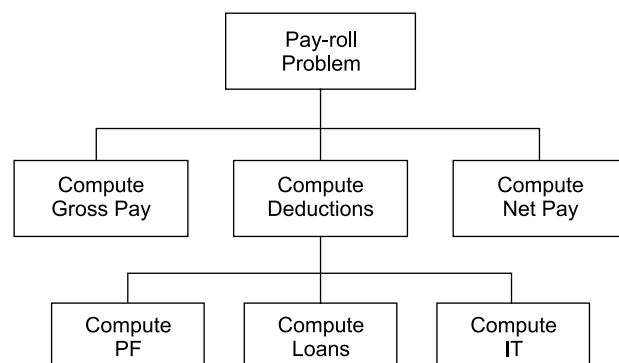 Pay-roll
Problem
Compute
Gross Pay
Compute
Deductions
Compute
Net Pay
Compute
PF
Compute
Loans
Compute
IT